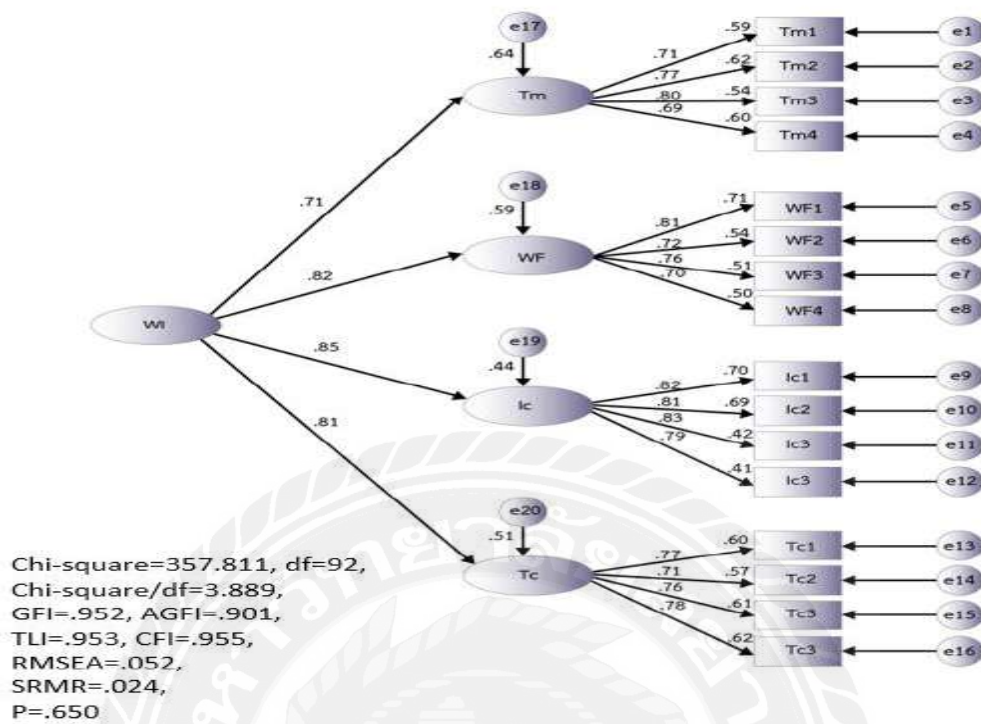 e17
.64
Tm
.71
.77
.80
.69
.59
Tm1
e1
.62
Tm2
e2
.54
Tm3
e3
.60
Tm4
e4
.71
e18
.59
WF
.81
.72
.76
.70
.71
WF1
e5
.54
WF2
e6
.51
WF3
e7
.50
WF4
e8
.82
WI
.85
e19
.44
Ic
.82
.81
.83
.79
.70
Ic1
e9
.69
Ic2
e10
.42
Ic3
e11
.41
Ic3
e12
.81
e20
.51
Tc
.77
.71
.76
.78
.60
Tc1
e13
.57
Tc2
e14
.61
Tc3
e15
.62
Tc3
e16
Chi-square=357.811, df=92,
Chi-square/df=3.889,
GFI=.952, AGFI=.901,
TLI=.953, CFI=.955,
RMSEA=.052,
SRMR=.024,
P=.650